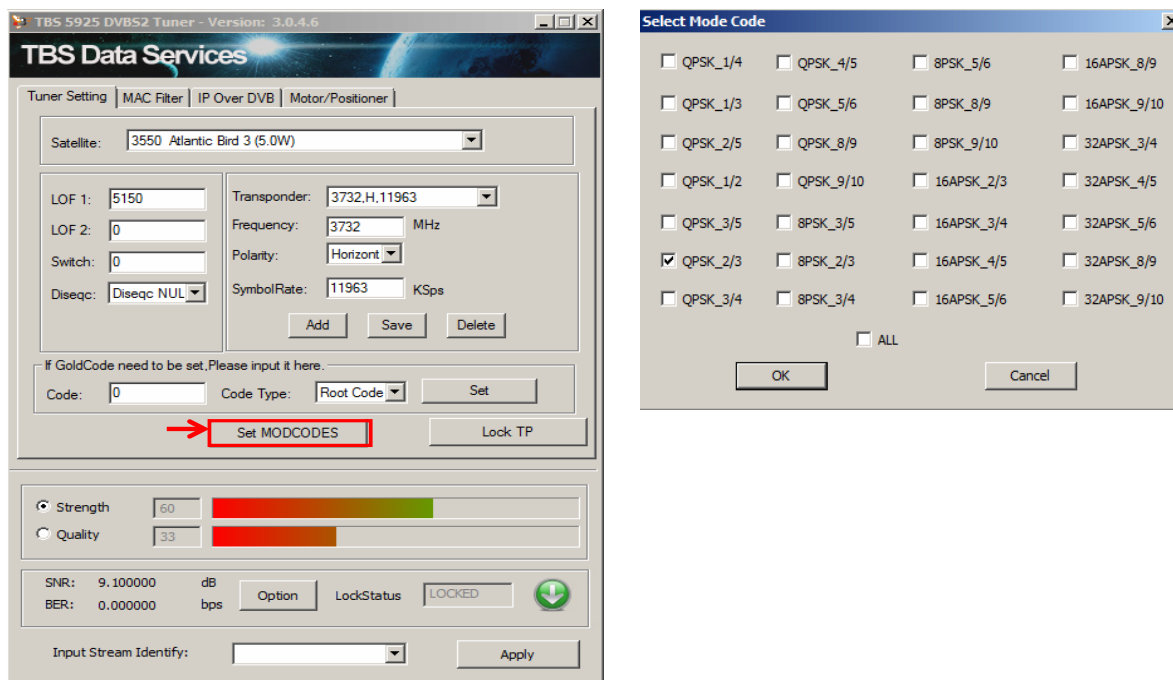 TBS 5925 DVBS2 Tuner - Version: 3.0.4.6
TBS Data Services
Tuner Setting MAC Filter IP Over DVB Motor/Positioner
Satellite: 3550 Atlantic Bird 3 (5.0W)
LOF 1: 5150
LOF 2: 0
Switch: 0
Diseqc: Diseqc NUL
Transponder: 3732,H,11963
Frequency: 3732 MHz
Polarity: Horizont
SymbolRate: 11963 KSps
Add Save Delete
If GoldCode need to be set,Please input it here.
Code: 0 Code Type: Root Code Set
Set MODCODES Lock TP
Strength 60
Quality 33
SNR: 9.100000 dB
BER: 0.000000 bps
Option LockStatus LOCKED
Input Stream Identify: Apply
Select Mode Code
QPSK_1/4 QPSK_4/5 8PSK_5/6 16APSK_8/9
QPSK_1/3 QPSK_5/6 8PSK_8/9 16APSK_9/10
QPSK_2/5 QPSK_8/9 8PSK_9/10 32APSK_3/4
QPSK_1/2 QPSK_9/10 16APSK_2/3 32APSK_4/5
QPSK_3/5 8PSK_3/5 16APSK_3/4 32APSK_5/6
QPSK_2/3 8PSK_2/3 16APSK_4/5 32APSK_8/9
QPSK_3/4 8PSK_3/4 16APSK_5/6 32APSK_9/10
ALL
OK Cancel